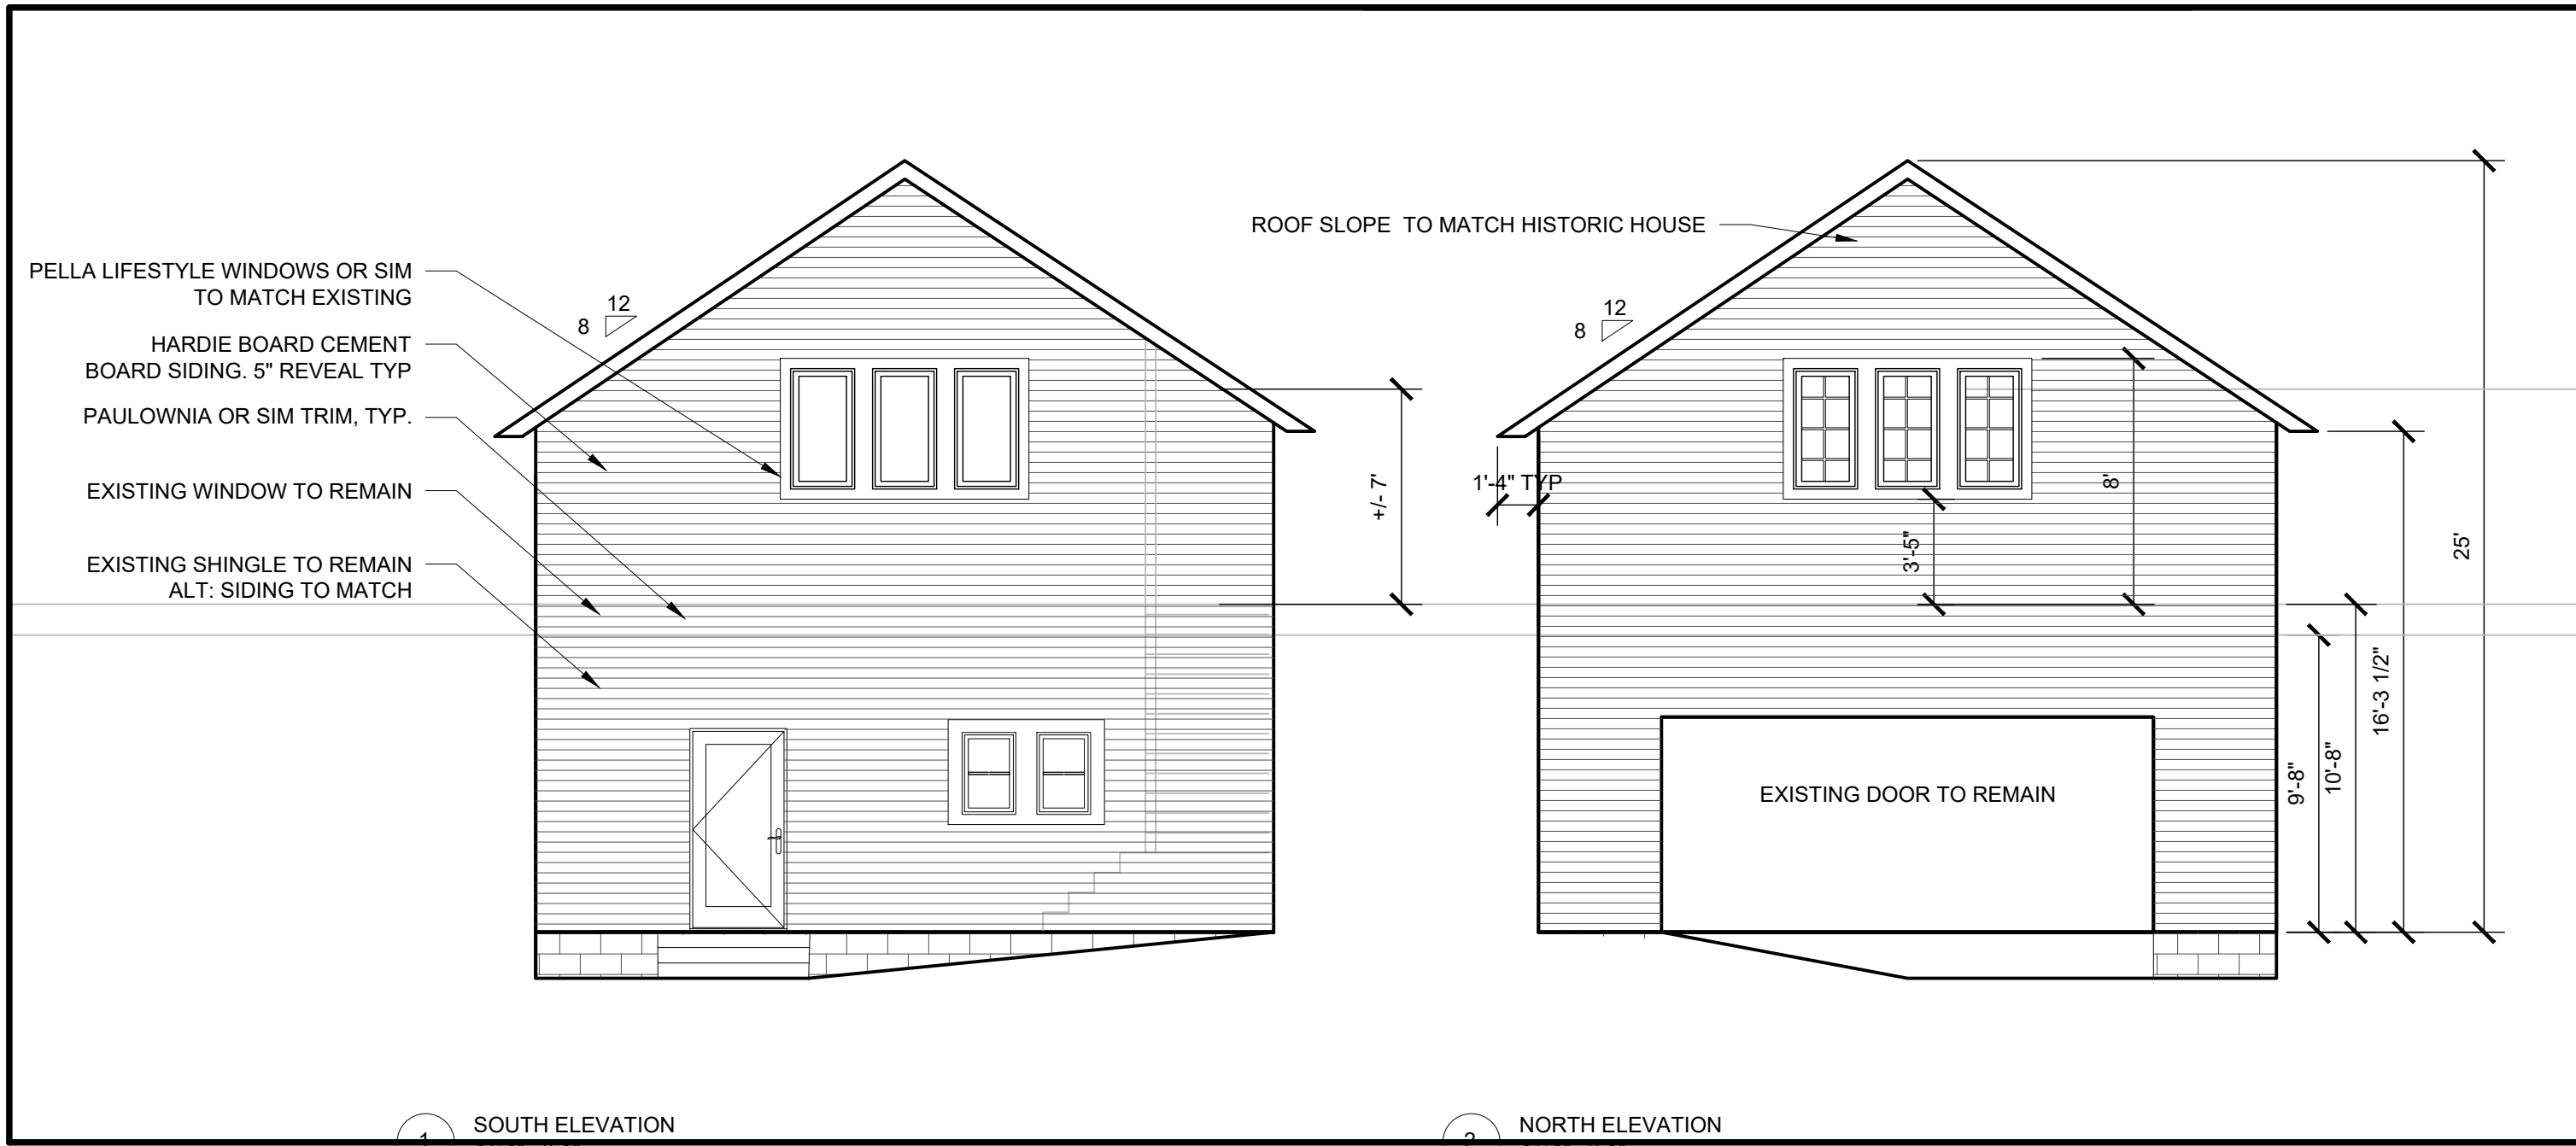 PELLA LIFESTYLE WINDOWS OR SIM
TO MATCH EXISTING
HARDIE BOARD CEMENT
BOARD SIDING. 5" REVEAL TYP
PAULOWNIA OR SIM TRIM, TYP.
EXISTING WINDOW TO REMAIN
EXISTING SHINGLE TO REMAIN
ALT: SIDING TO MATCH
12
8
+/- 7'
ROOF SLOPE  TO MATCH HISTORIC HOUSE
12
8
1'-4" TYP
3'-5"
8'
EXISTING DOOR TO REMAIN
9'-8"
10'-8"
16'-3 1/2"
25'
1
SOUTH ELEVATION
2
NORTH ELEVATION